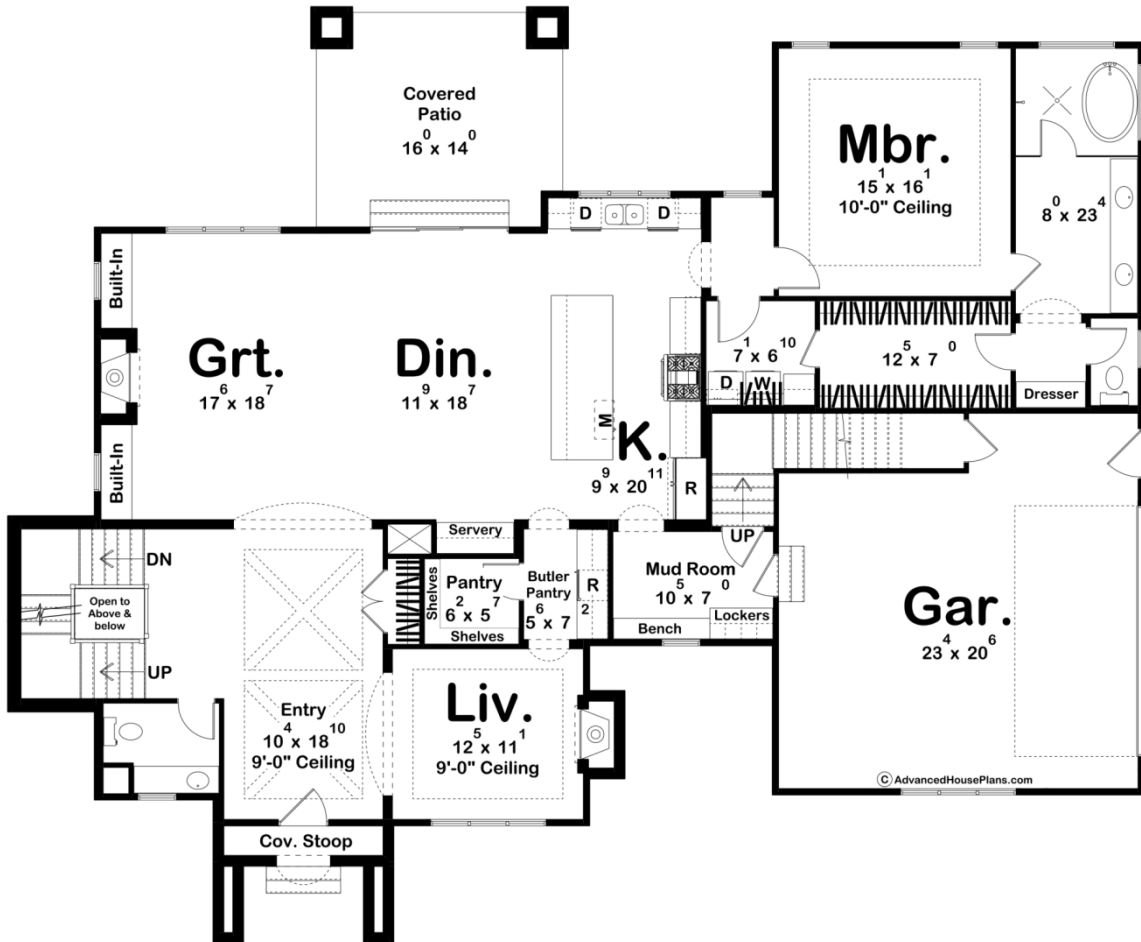 Covered
Patio
16⁰ x 14⁰
Mbr.
15¹ x 16¹
10'-0" Ceiling
8⁰ x 23⁴
D
D
Built-In
Grt.
17⁶ x 18⁷
Din.
11⁹ x 18⁷
M
K.
9⁹ x 20¹¹
R
7¹ x 6¹⁰
D
W
12⁵ x 7⁰
Dresser
Built-In
Servery
UP
DN
Open to
Above &
below
UP
Shelves
Pantry
6² x 5⁷
Shelves
Butler
Pantry
5⁶ x 7²
R
Mud Room
10⁵ x 7⁰
Bench
Lockers
Gar.
23⁴ x 20⁶
Entry
10⁴ x 18¹⁰
9'-0" Ceiling
Liv.
12⁵ x 11¹
9'-0" Ceiling
© AdvancedHousePlans.com
Cov. Stoop